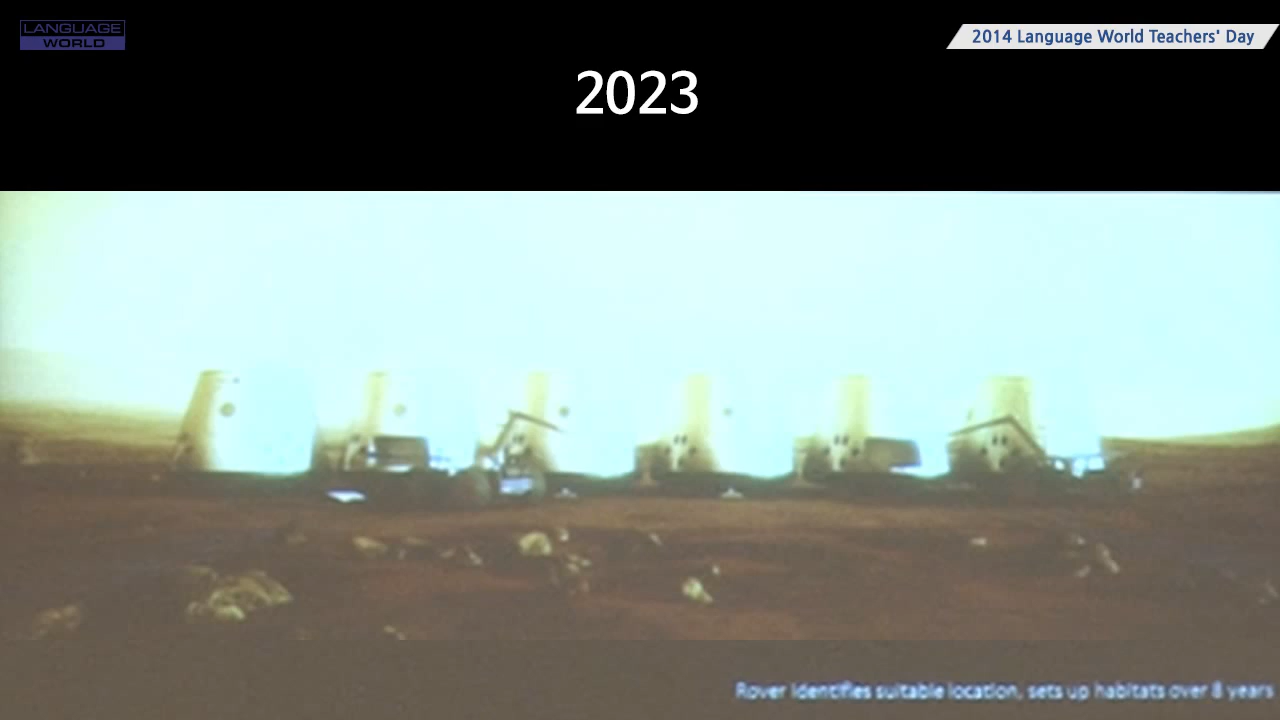 LANGUAGE
WORLD
2014 Language World Teachers' Day
2023
Rover identifies suitable location, sets up habitats over 8 years